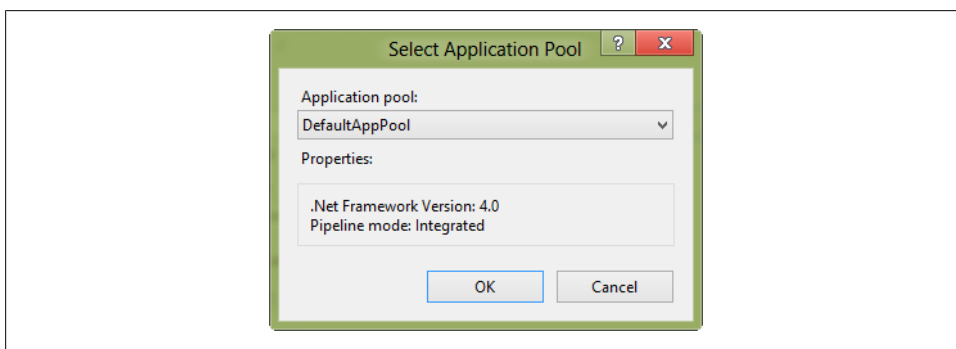 Select Application Pool
?
x
Application pool:
DefaultAppPool
Properties:
.Net Framework Version: 4.0
Pipeline mode: Integrated
OK Cancel